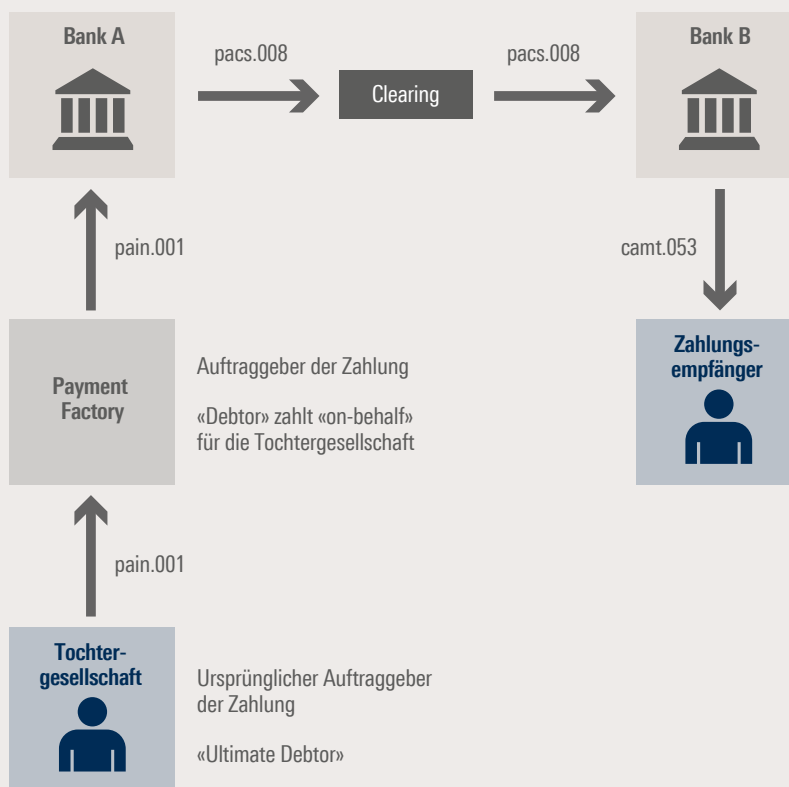 Bank A
pacs.008
Clearing
pacs.008
Bank B
pain.001
camt.053
Payment
Factory
Auftraggeber der Zahlung
«Debtor» zahlt «on-behalf»
für die Tochtergesellschaft
Zahlungs-
empfänger
pain.001
Tochter-
gesellschaft
Ursprünglicher Auftraggeber
der Zahlung
«Ultimate Debtor»